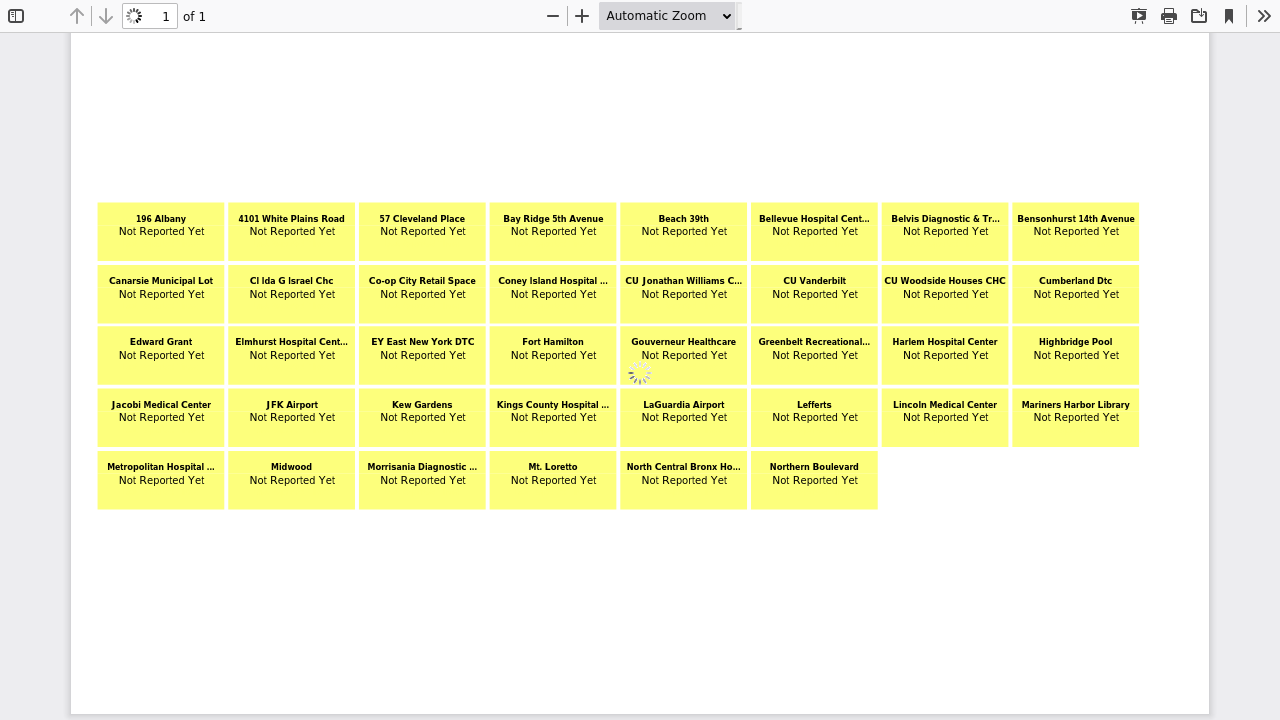 1 of 1 Automatic Zoom
196 Albany 4101 White Plains Road 57 Cleveland Place Bay Ridge 5th Avenue Beach 39th Bellevue Hospital Cent... Belvis Diagnostic & Tr... Bensonhurst 14th Avenue
Not Reported Yet Not Reported Yet Not Reported Yet Not Reported Yet Not Reported Yet Not Reported Yet Not Reported Yet Not Reported Yet
Canarsie Municipal Lot CI Ida G Israel Chc Co-op City Retail Space Coney Island Hospital ... CU Jonathan Williams C... CU Vanderbilt CU Woodside Houses CHC Cumberland Dtc
Not Reported Yet Not Reported Yet Not Reported Yet Not Reported Yet Not Reported Yet Not Reported Yet Not Reported Yet Not Reported Yet
Edward Grant Elmhurst Hospital Cent... EY East New York DTC Fort Hamilton Gouverneur Healthcare Greenbelt Recreational... Harlem Hospital Center Highbridge Pool
Not Reported Yet Not Reported Yet Not Reported Yet Not Reported Yet Not Reported Yet Not Reported Yet Not Reported Yet Not Reported Yet
Jacobi Medical Center JFK Airport Kew Gardens Kings County Hospital ... LaGuardia Airport Lefferts Lincoln Medical Center Mariners Harbor Library
Not Reported Yet Not Reported Yet Not Reported Yet Not Reported Yet Not Reported Yet Not Reported Yet Not Reported Yet Not Reported Yet
Metropolitan Hospital ... Midwood Morrisania Diagnostic ... Mt. Loretto North Central Bronx Ho... Northern Boulevard
Not Reported Yet Not Reported Yet Not Reported Yet Not Reported Yet Not Reported Yet Not Reported Yet